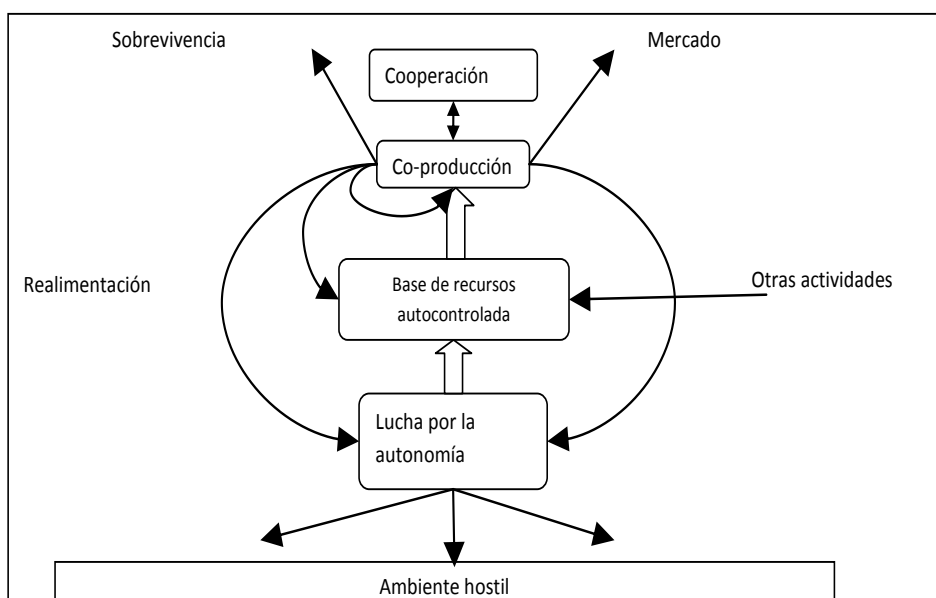 Sobrevivencia
Mercado
Cooperación
Co-producción
Realimentación
Base de recursos
autocontrolada
Otras actividades
Lucha por la
autonomía
Ambiente hostil